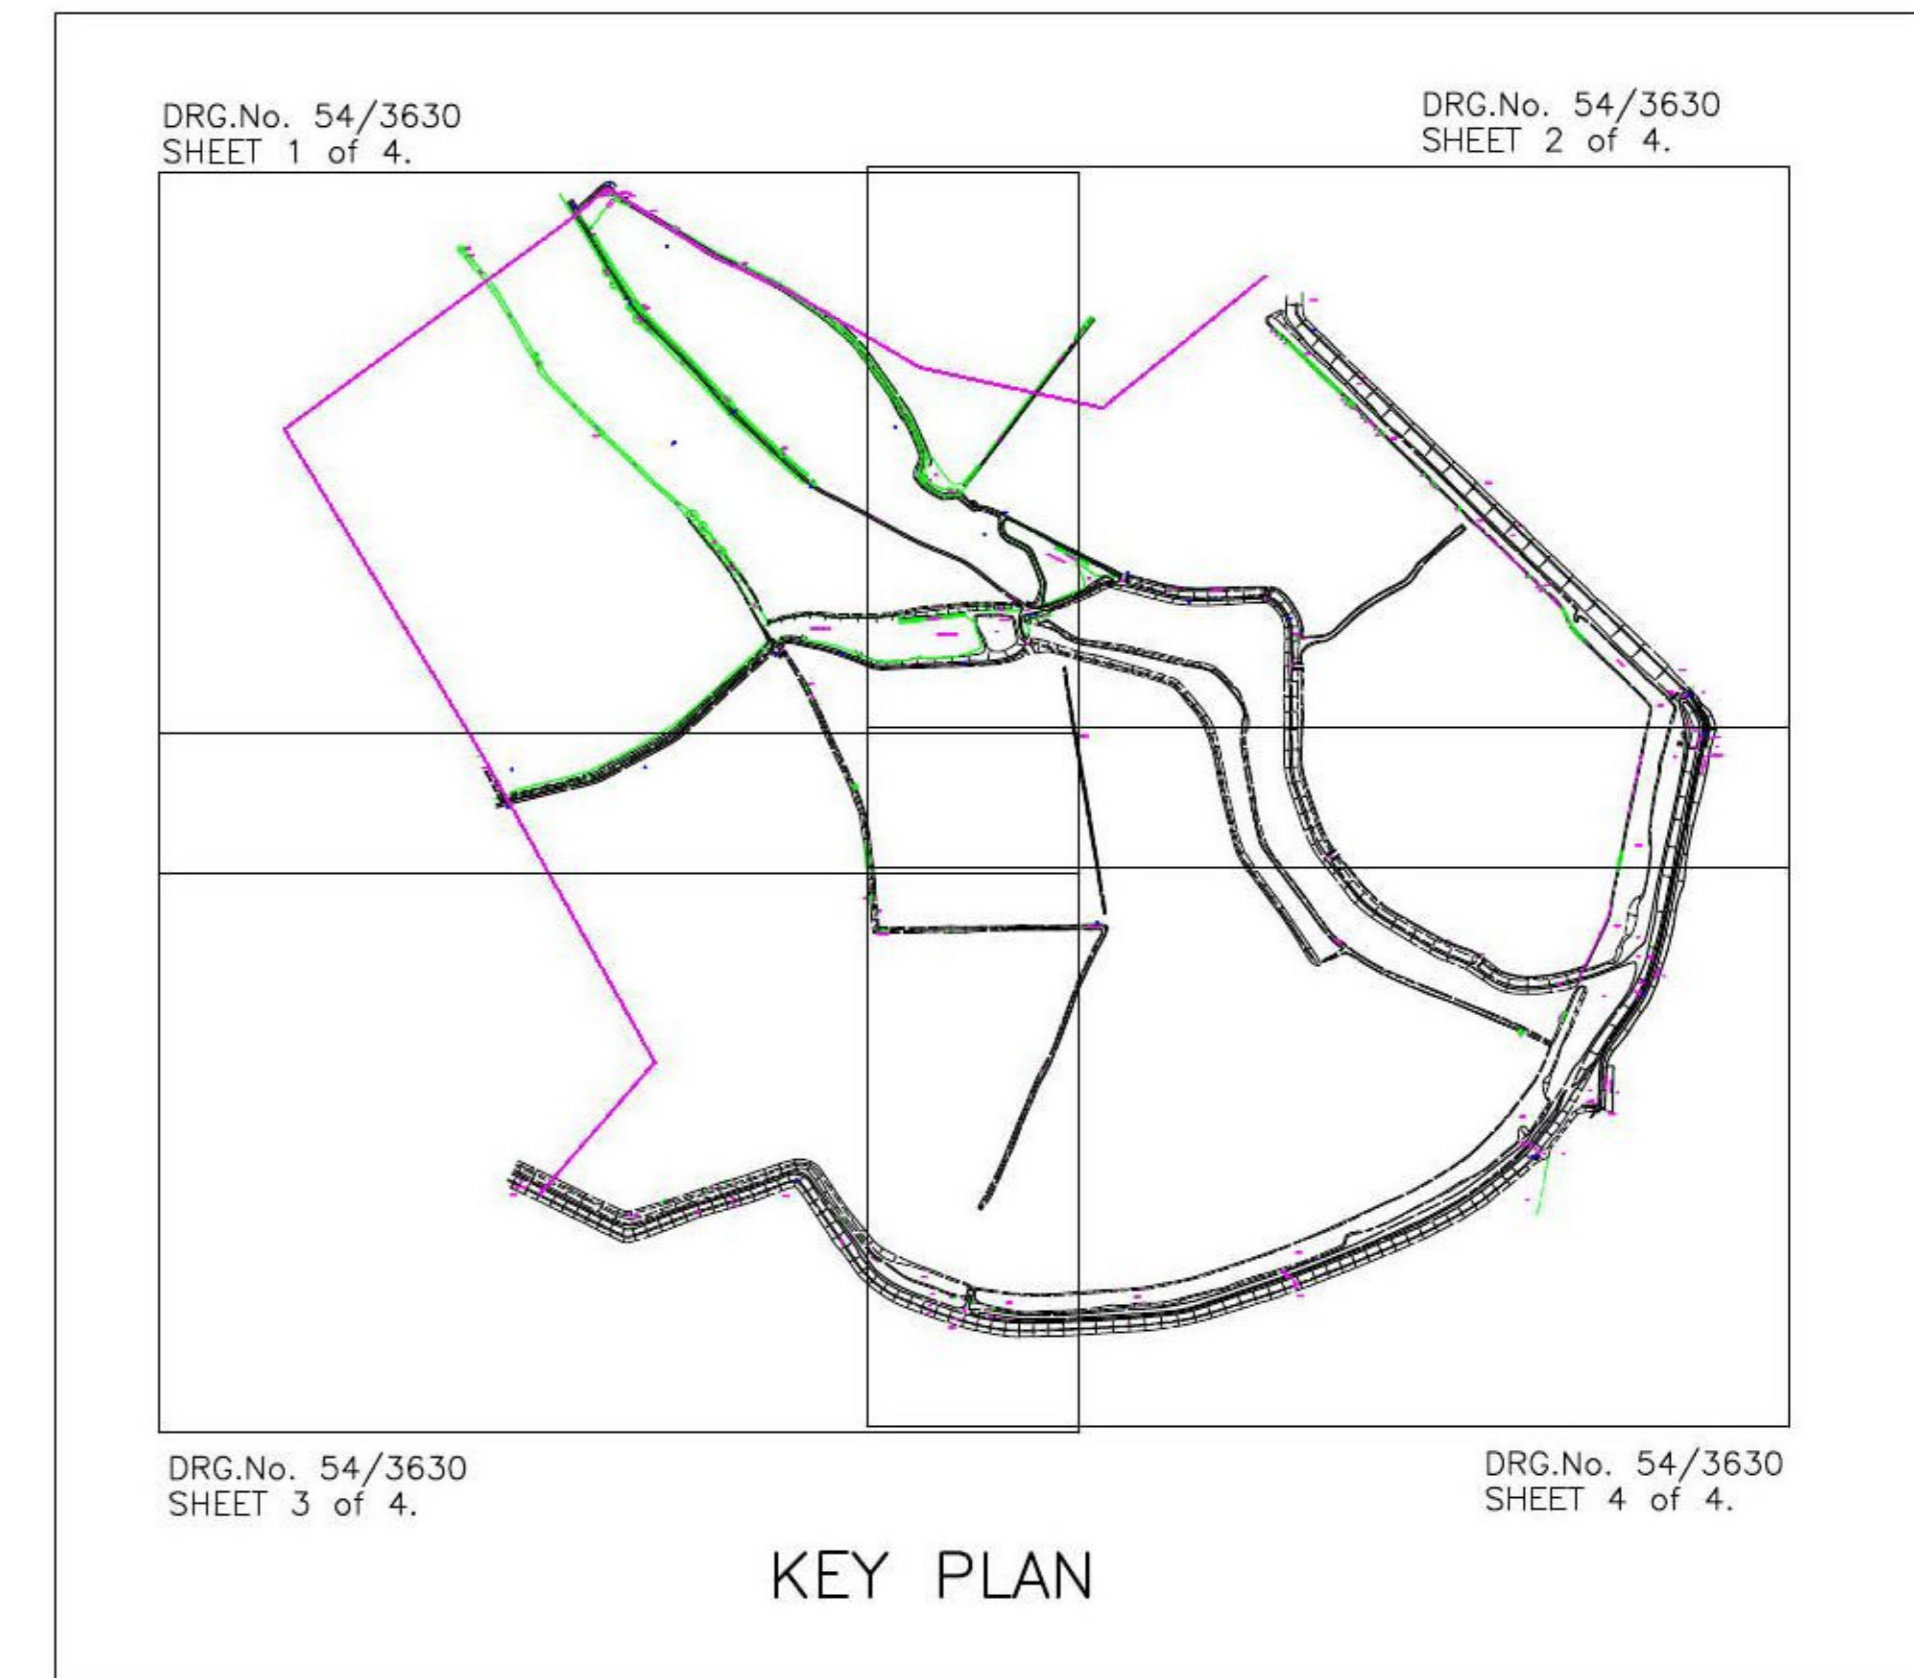 DRG.No. 54/3630
SHEET 1 of 4.
DRG.No. 54/3630
SHEET 2 of 4.
DRG.No. 54/3630
SHEET 3 of 4.
DRG.No. 54/3630
SHEET 4 of 4.
KEY PLAN